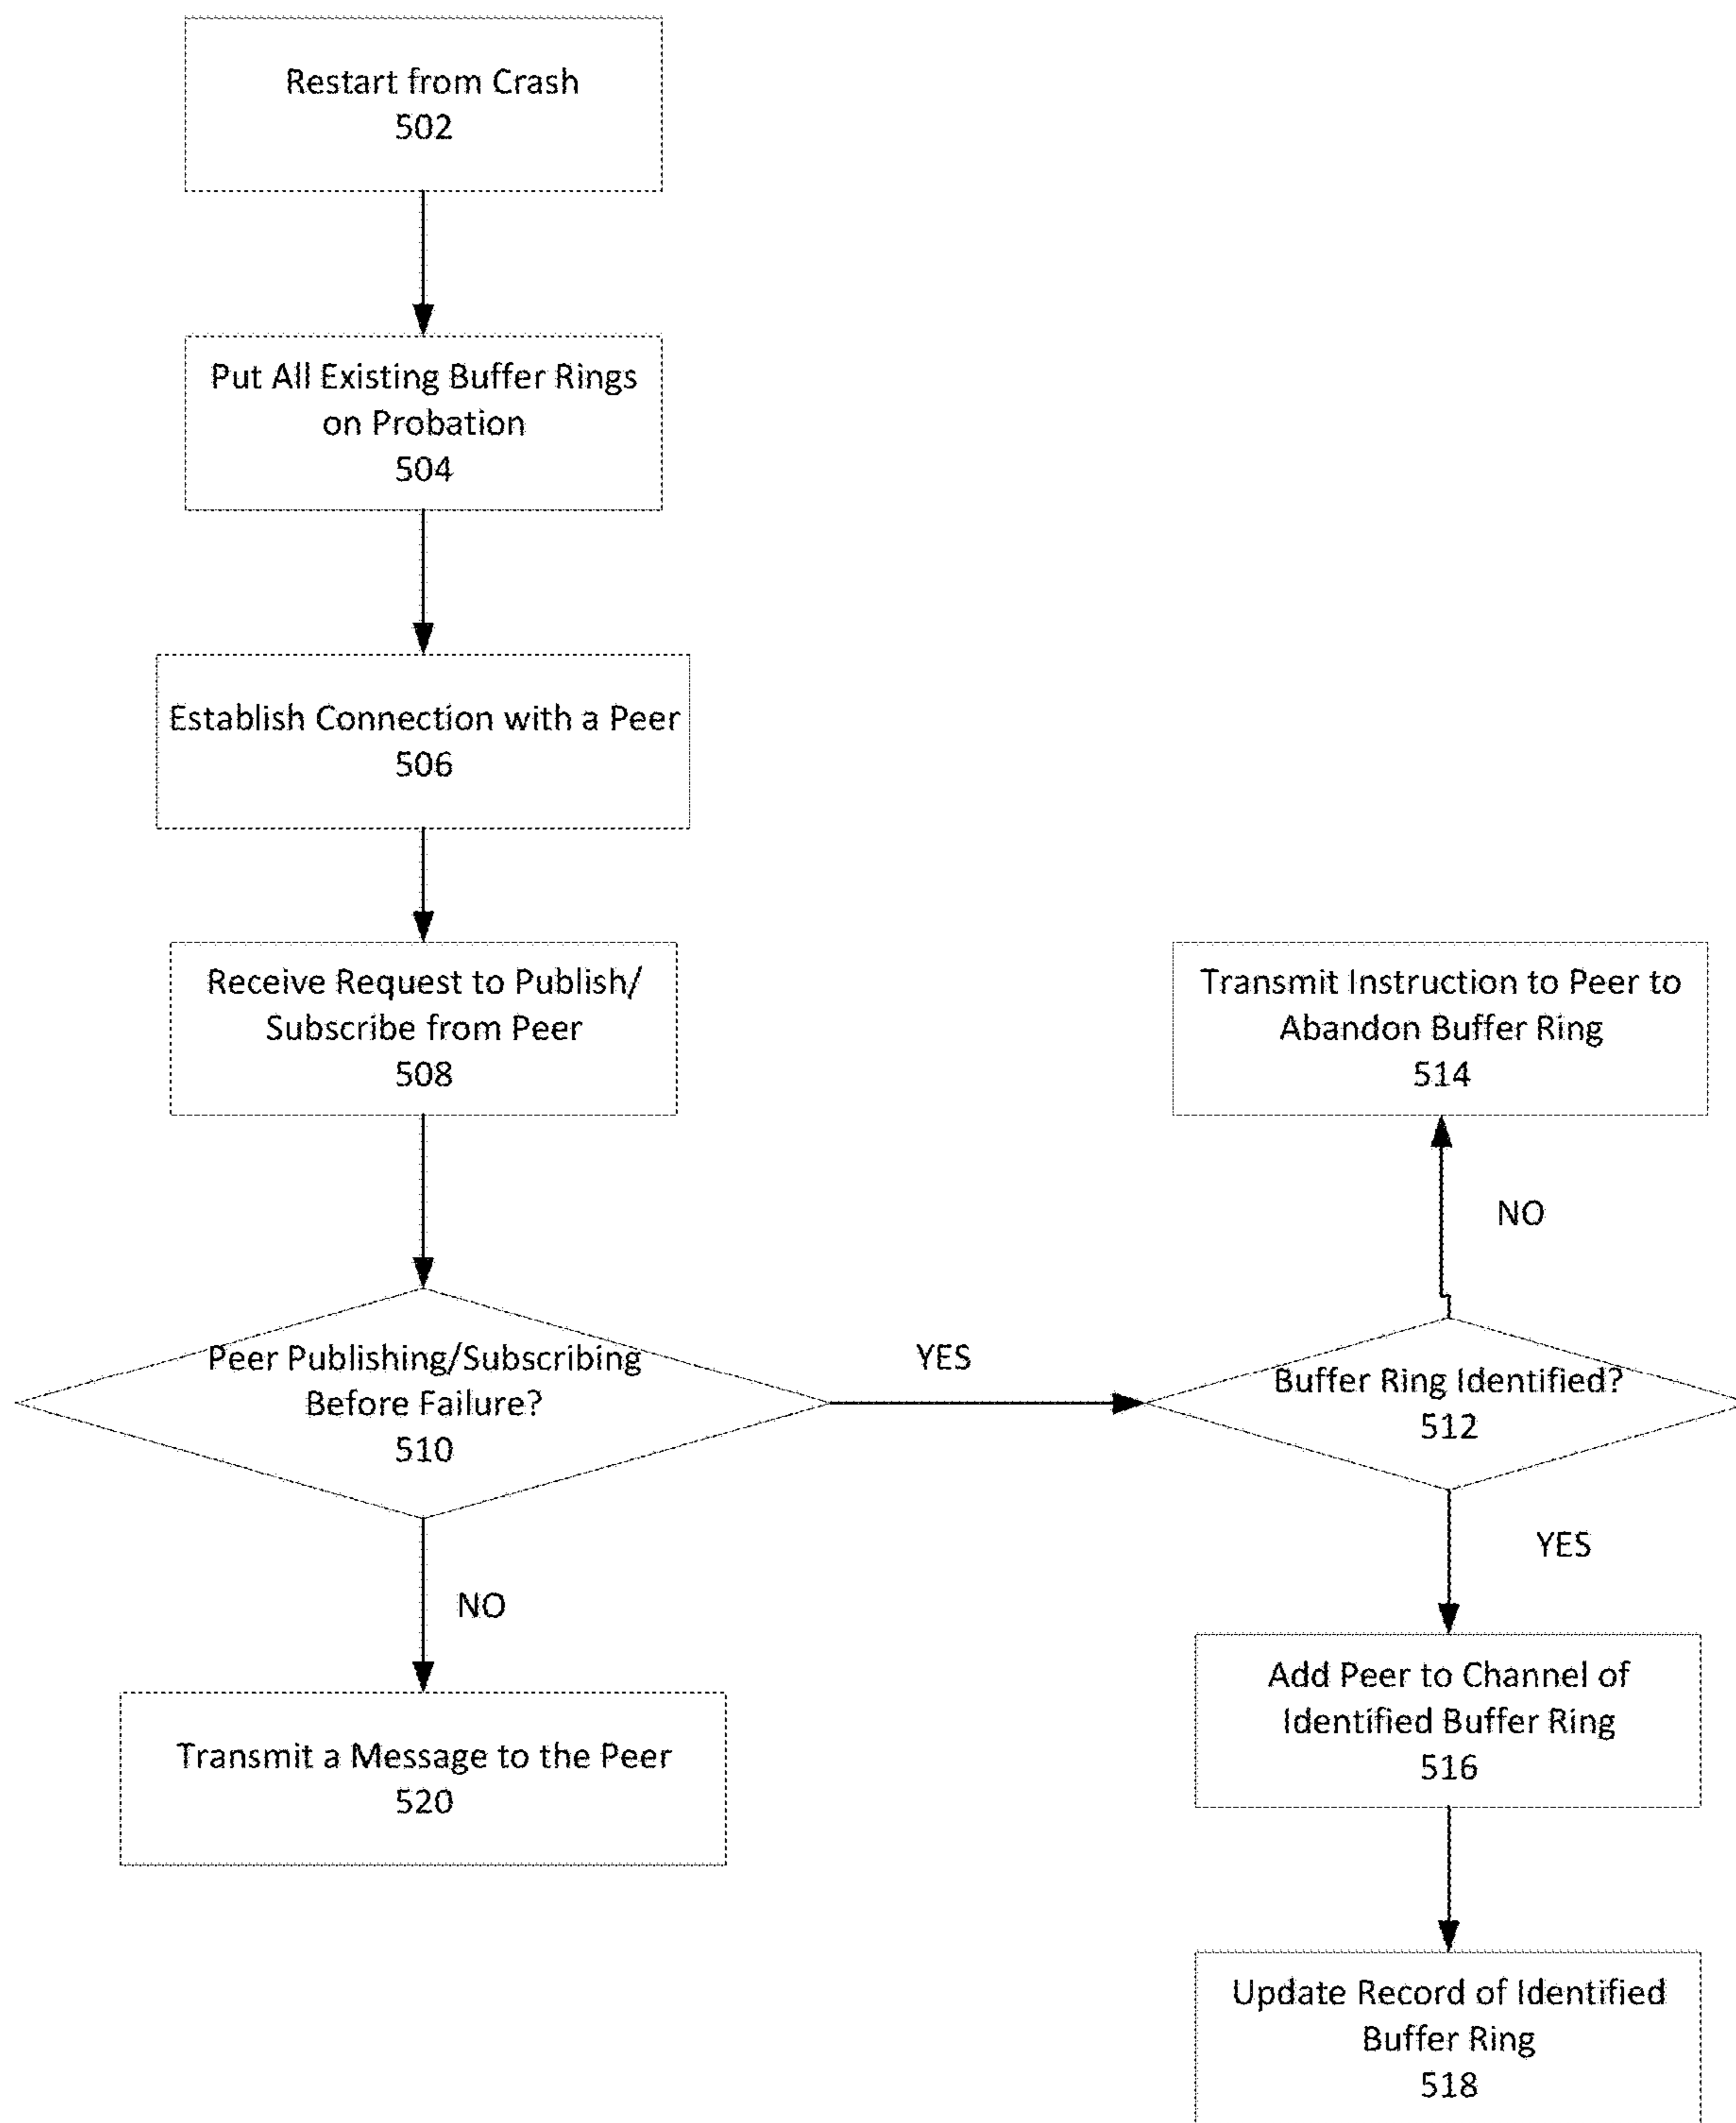 Restart from Crash
502
Put All Existing Buffer Rings
on Probation
504
Establish Connection with a Peer
506
Receive Request to Publish/
Subscribe from Peer
508
Peer Publishing/Subscribing
Before Failure?
510
YES
NO
Transmit a Message to the Peer
520
Transmit Instruction to Peer to
Abandon Buffer Ring
514
NO
Buffer Ring Identified?
512
YES
Add Peer to Channel of
Identified Buffer Ring
516
Update Record of Identified
Buffer Ring
518